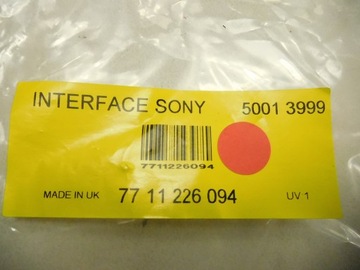 INTERFACE SONY 5001 3999
7711226094
MADE IN UK 77 11 226 094 UV 1